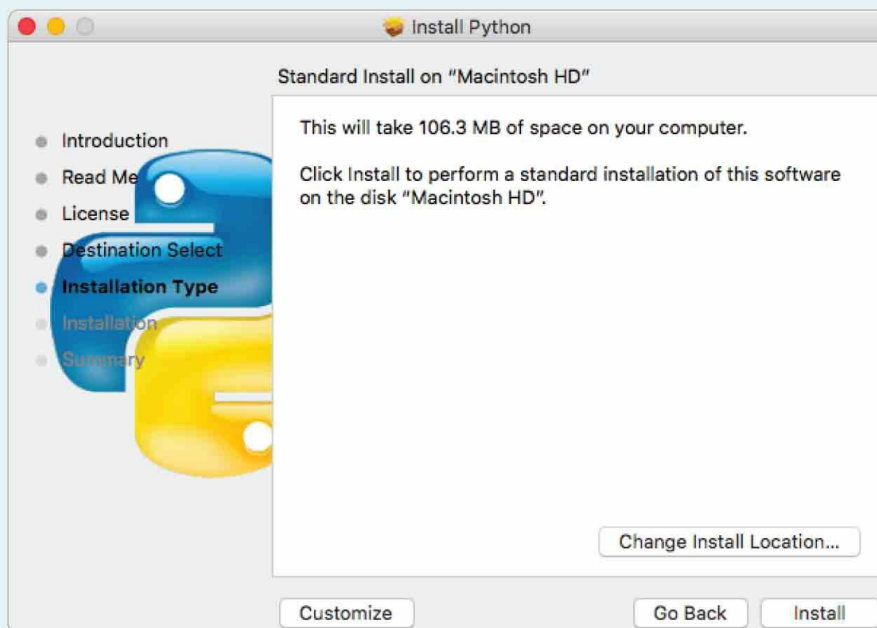 Install Python
Standard Install on “Macintosh HD”
Introduction
Read Me
License
Destination Select
Installation Type
Installation
Summary
This will take 106.3 MB of space on your computer.
Click Install to perform a standard installation of this software
on the disk “Macintosh HD”.
Change Install Location...
Customize
Go Back
Install